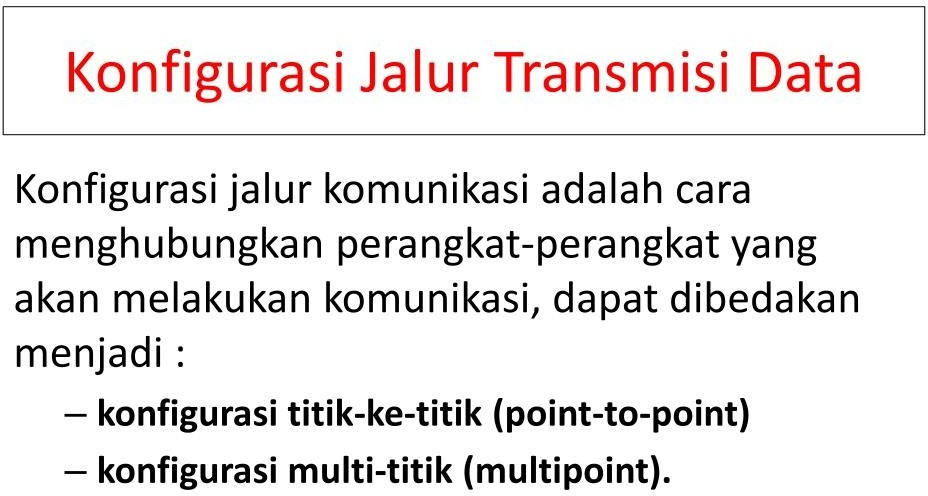 Konfigurasi Jalur Transmisi Data
Konfigurasi jalur komunikasi adalah cara
menghubungkan perangkat-perangkat yang
akan melakukan komunikasi, dapat dibedakan
menjadi :
– konfigurasi titik-ke-titik (point-to-point)
– konfigurasi multi-titik (multipoint).